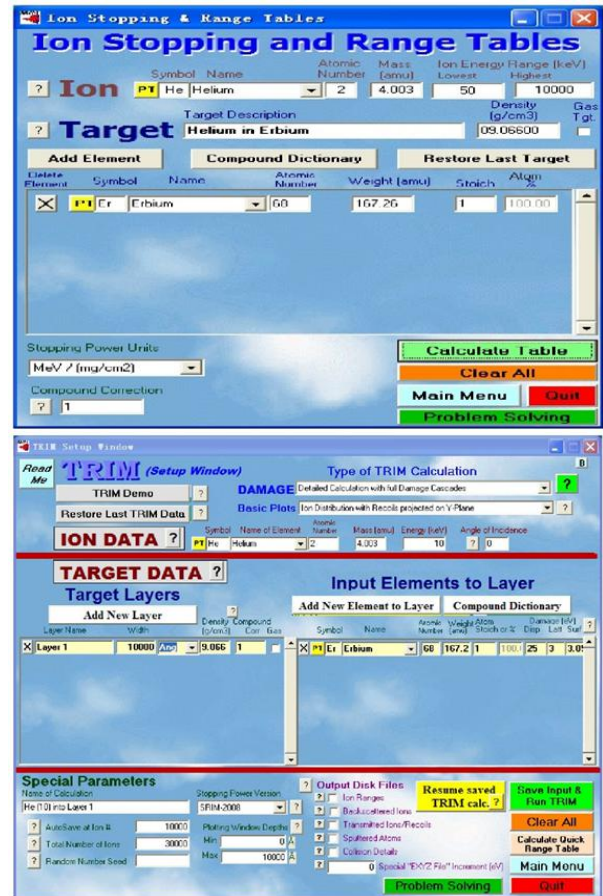 Ion Stopping & Range Tables
Ion Stopping and Range Tables
Symbol Name Atomic Number Mass (amu) Ion Energy Range (keV) Lowest Highest
? Ion PT He Helium 2 4.003 50 10000
Target Description Density (g/cm3) Gas Tgt.
? Target Helium in Erbium 09.06600
Add Element Compound Dictionary Restore Last Target
Delete Element Symbol Name Atomic Number Weight (amu) Stoich Atom %
X PT Er Erbium 68 167.26 1 100.00
Stopping Power Units
MeV / (mg/cm2)
Calculate Table
Clear All
Compound Correction
? 1
Main Menu Quit
Problem Solving
TRIM Setup Window
Read Me TRIM (Setup Window) Type of TRIM Calculation B
TRIM Demo ? DAMAGE Detailed Calculation with full Damage Cascades ?
Restore Last TRIM Data ? Basic Plots Ion Distribution with Recoils projected on Y-Plane ?
Symbol Name of Element Atomic Number Mass (amu) Energy (keV) Angle of Incidence
ION DATA ? PT He Helium 2 4.003 10 ? 0
TARGET DATA ?
Target Layers Input Elements to Layer
Add New Layer ? Add New Element to Layer Compound Dictionary
Layer Name Width Density (g/cm3) Compound Corr Gas Symbol Name Atomic Number Weight (amu) Atom Stoich or % Damage (eV) Disp Latt Surf ?
X Layer 1 10000 Ang 9.066 1 X PT Er Erbium 68 167.2 1 100. 25 3 3.0
Special Parameters
Name of Calculation Stopping Power Version
He (10) into Layer 1 SRIM-2008 ?
? AutoSave at Ion # 10000 Plotting Window Depths ?
? Total Number of Ions 30000 Min 0 Å
? Random Number Seed Max 10000 Å
? Output Disk Files
? Ion Ranges
? Backscattered Ions
? Transmitted Ions/Recoils
? Sputtered Atoms
? Collision Details
? 0 Special "EXYZ File" Increment (eV)
Resume saved TRIM calc. ?
Save Input & Run TRIM
Clear All
Calculate Quick Range Table
Main Menu
Problem Solving Quit